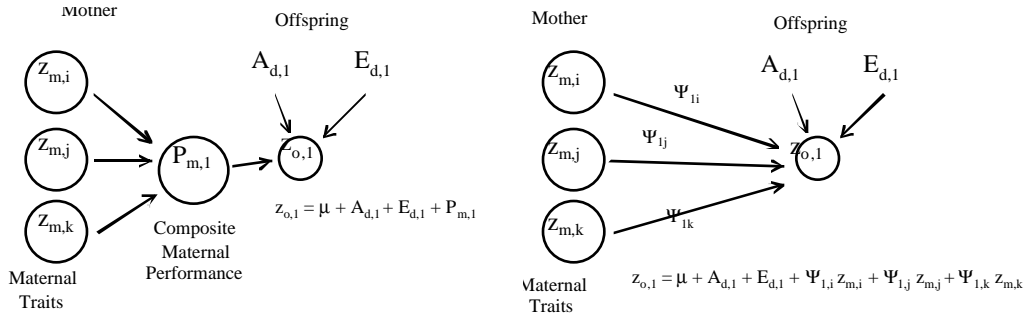 Mother
Offspring
A_{d,1} E_{d,1}
z_{m,i}
z_{m,j}
z_{m,k}
P_{m,1}
z_{o,1}
z_{o,1} = μ + A_{d,1} + E_{d,1} + P_{m,1}
Composite
Maternal
Performance
Maternal
Traits
Mother
Offspring
A_{d,1} E_{d,1}
z_{m,i}
Ψ_{1i}
z_{m,j}
Ψ_{1j}
z_{o,1}
z_{m,k}
Ψ_{1k}
Maternal
Traits
z_{o,1} = μ + A_{d,1} + E_{d,1} + Ψ_{1,i} z_{m,i} + Ψ_{1,j} z_{m,j} + Ψ_{1,k} z_{m,k}